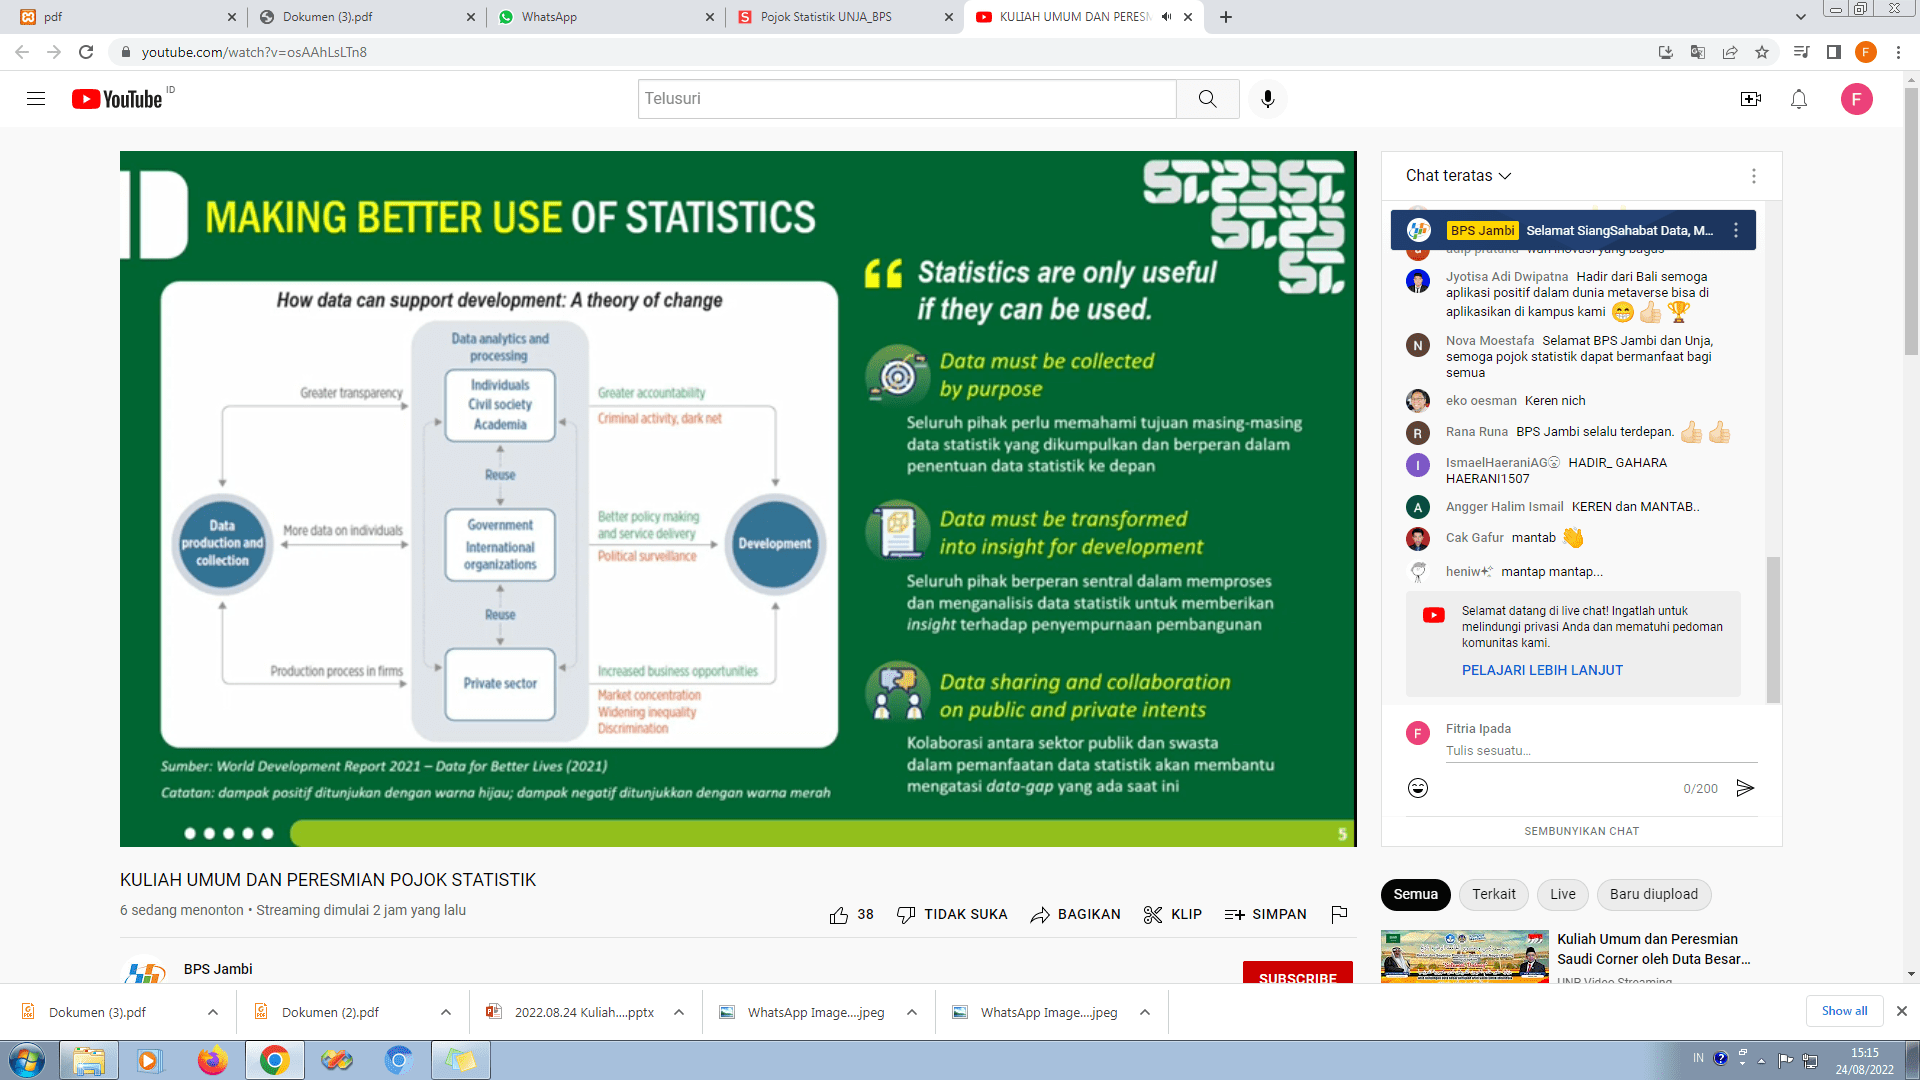 pdf
Dokumen (3).pdf
WhatsApp
Pojok Statistik UNJA_BPS
KULIAH UMUM DAN PERESM
youtube.com/watch?v=osAAhLsLTn8
F
YouTube ID
Telusuri
F
MAKING BETTER USE OF STATISTICS
How data can support development: A theory of change
Data analytics and
processing
Individuals
Civil society
Academia
Greater transparency
Greater accountability
Criminal activity, dark net
Reuse
Data
production and
collection
More data on individuals
Government
International
organizations
Better policy making
and service delivery
Political surveillance
Development
Reuse
Production process in firms
Private sector
Increased business opportunities
Market concentration
Widening inequality
Discrimination
Sumber: World Development Report 2021 – Data for Better Lives (2021)
Catatan: dampak positif ditunjukan dengan warna hijau; dampak negatif ditunjukkan dengan warna merah
“ Statistics are only useful
if they can be used.
Data must be collected
by purpose
Seluruh pihak perlu memahami tujuan masing-masing
data statistik yang dikumpulkan dan berperan dalam
penentuan data statistik ke depan
Data must be transformed
into insight for development
Seluruh pihak berperan sentral dalam memproses
dan menganalisis data statistik untuk memberikan
insight terhadap penyempurnaan pembangunan
Data sharing and collaboration
on public and private intents
Kolaborasi antara sektor publik dan swasta
dalam pemanfaatan data statistik akan membantu
mengatasi data-gap yang ada saat ini
5
Chat teratas
BPS Jambi Selamat SiangSahabat Data, M...
Jyotisa Adi Dwipatna Hadir dari Bali semoga
aplikasi positif dalam dunia metaverse bisa di
aplikasikan di kampus kami 😁👍🏻🏆
N Nova Moestafa Selamat BPS Jambi dan Unja,
semoga pojok statistik dapat bermanfaat bagi
semua
eko oesman Keren nich
R Rana Runa BPS Jambi selalu terdepan. 👍🏻👍🏻
I IsmaelHaeraniAG HADIR_ GAHARA
HAERANI1507
A Angger Halim Ismail KEREN dan MANTAB..
Cak Gafur mantab 👏
heniw mantap mantap...
Selamat datang di live chat! Ingatlah untuk
melindungi privasi Anda dan mematuhi pedoman
komunitas kami.
PELAJARI LEBIH LANJUT
F Fitria Ipada
Tulis sesuatu...
0/200
SEMBUNYIKAN CHAT
KULIAH UMUM DAN PERESMIAN POJOK STATISTIK
6 sedang menonton • Streaming dimulai 2 jam yang lalu
38 TIDAK SUKA BAGIKAN KLIP SIMPAN
BPS Jambi
SUBSCRIBE
Semua Terkait Live Baru diupload
Kuliah Umum dan Peresmian
Saudi Corner oleh Duta Besar...
UNP Video Streaming
Dokumen (3).pdf
Dokumen (2).pdf
2022.08.24 Kuliah....pptx
WhatsApp Image....jpeg
WhatsApp Image....jpeg
Show all
IN
15:15
24/08/2022